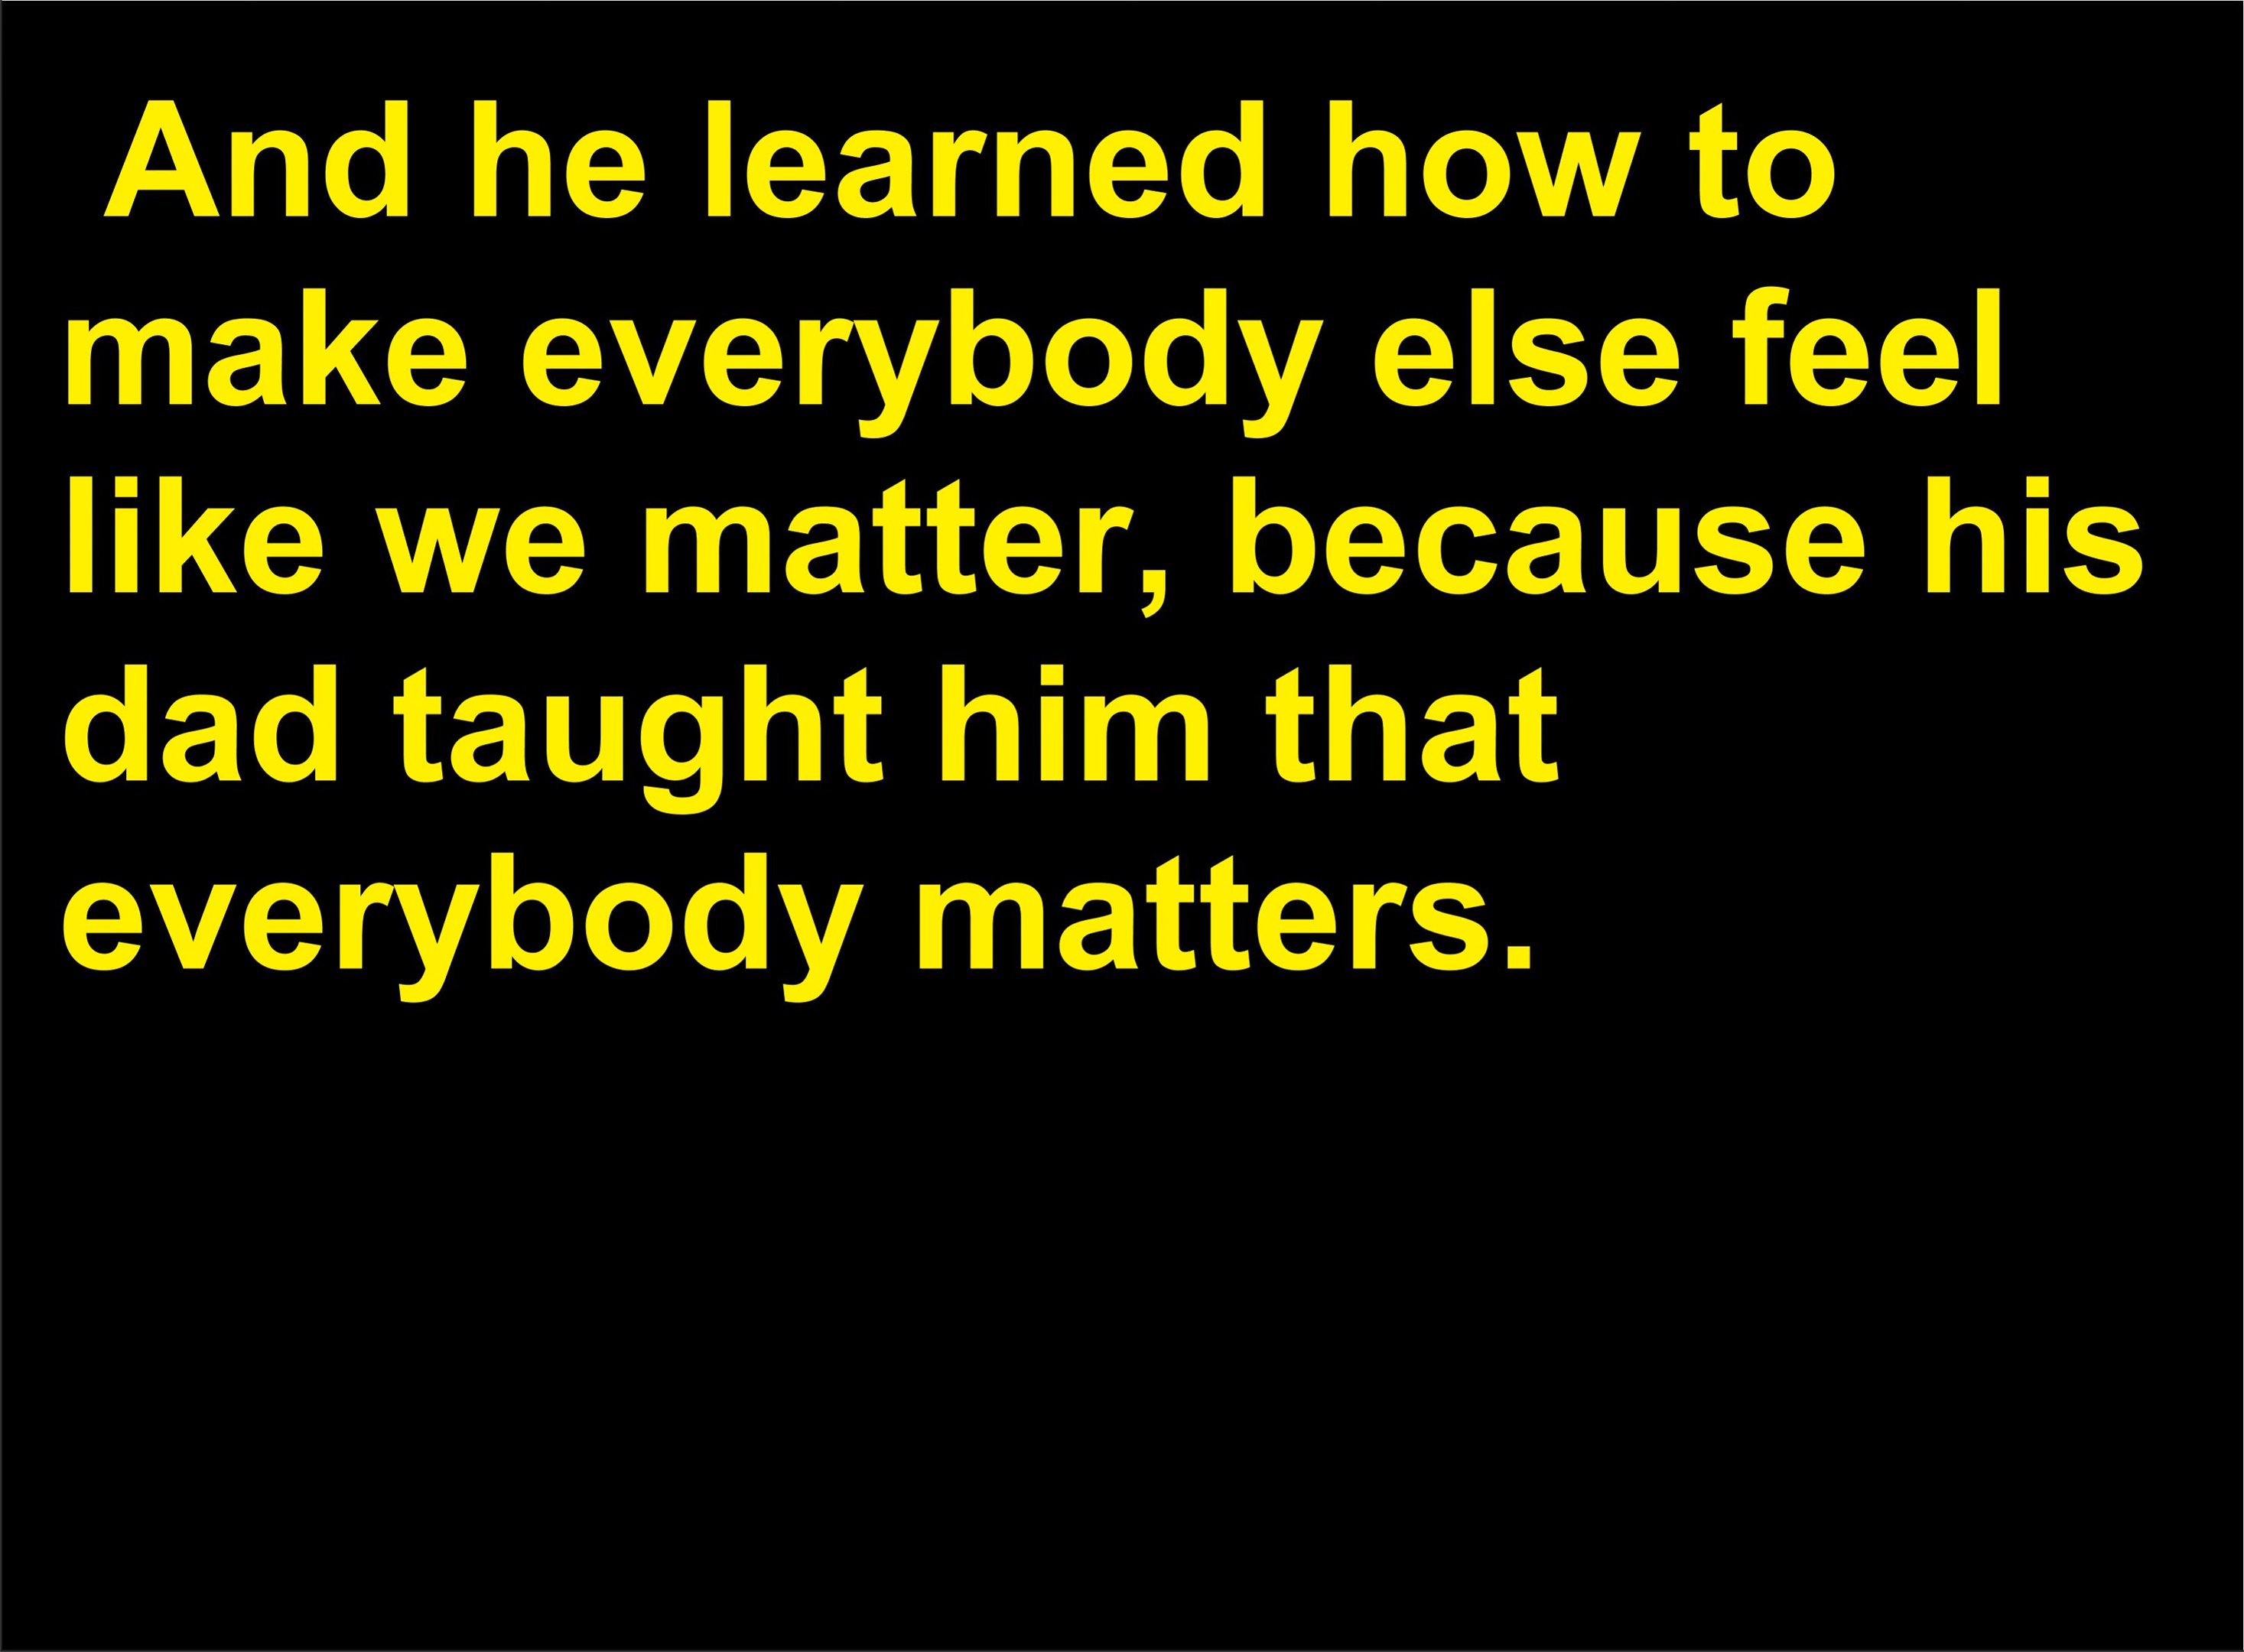 And he learned how to
make everybody else feel
like we matter, because his
dad taught him that
everybody matters.